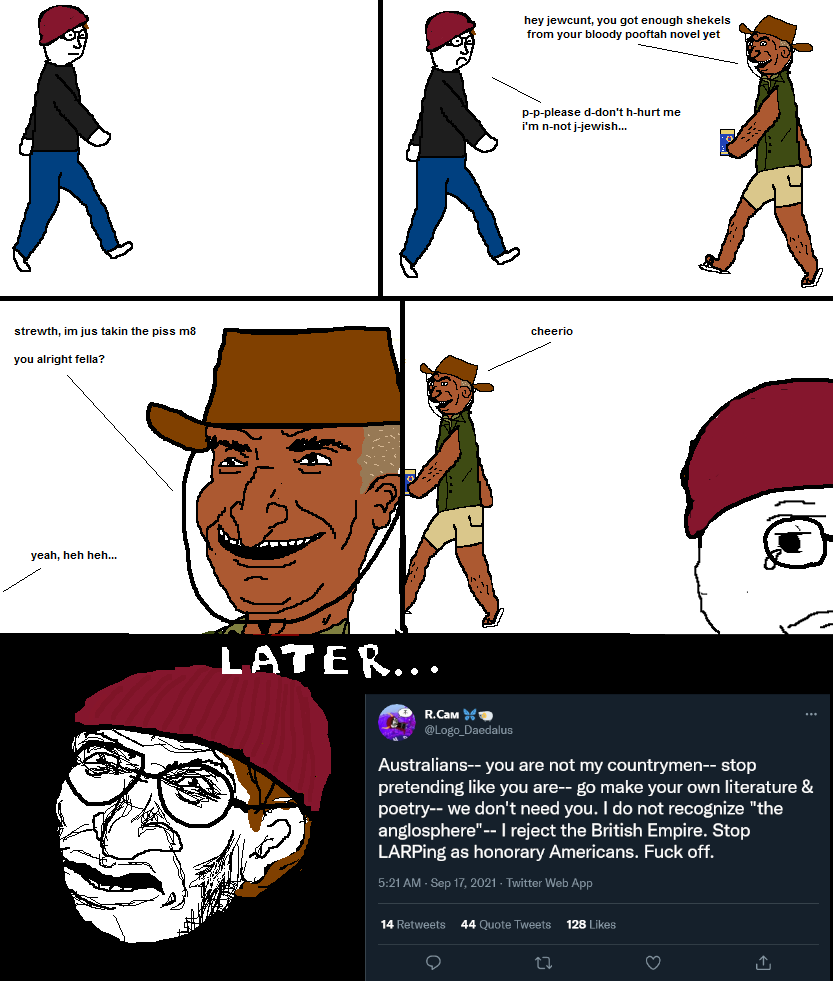 hey jewcunt, you got enough shekels
from your bloody pooftah novel yet
p-p-please d-don't h-hurt me
i'm n-not j-jewish...
strewth, im jus takin the piss m8
you alright fella?
yeah, heh heh...
cheerio
LATER...
R.Cᴀᴍ 🦋🐚
@Logo_Daedalus
Australians-- you are not my countrymen-- stop
pretending like you are-- go make your own literature &
poetry-- we don't need you. I do not recognize "the
anglosphere"-- I reject the British Empire. Stop
LARPing as honorary Americans. Fuck off.
5:21 AM · Sep 17, 2021 · Twitter Web App
14 Retweets 44 Quote Tweets 128 Likes